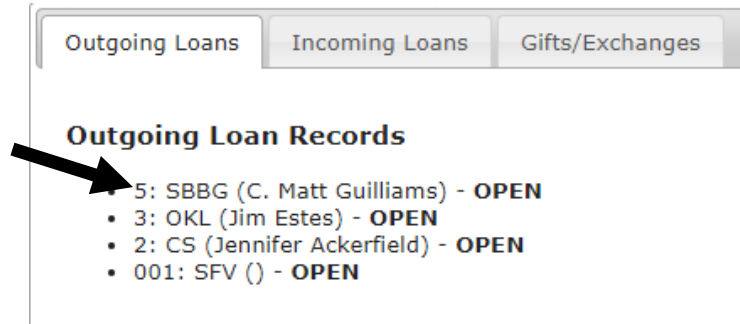 Outgoing Loans Incoming Loans Gifts/Exchanges
Outgoing Loan Records
5: SBBG (C. Matt Guilliams) - OPEN
3: OKL (Jim Estes) - OPEN
2: CS (Jennifer Ackerfield) - OPEN
001: SFV () - OPEN